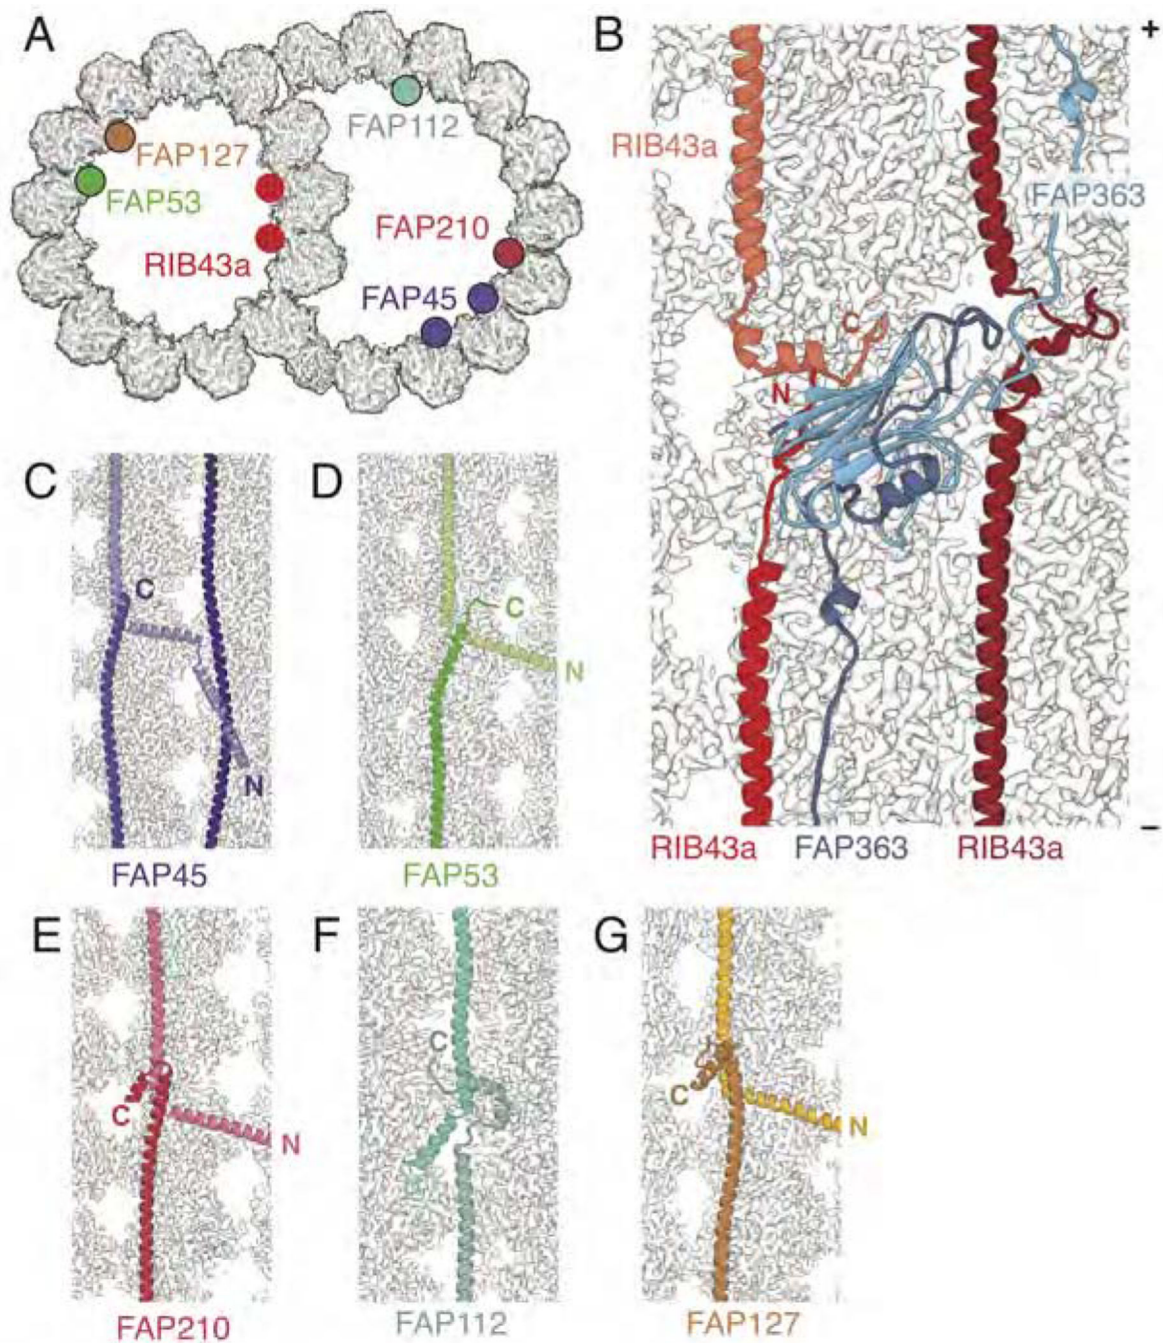 A
FAP112
FAP127
FAP53
FAP210
RIB43a
FAP45
B
+
RIB43a
FAP363
C
N
−
RIB43a FAP363 RIB43a
C
C
N
FAP45
D
C
N
FAP53
E
C
N
FAP210
F
C
FAP112
G
C
N
FAP127